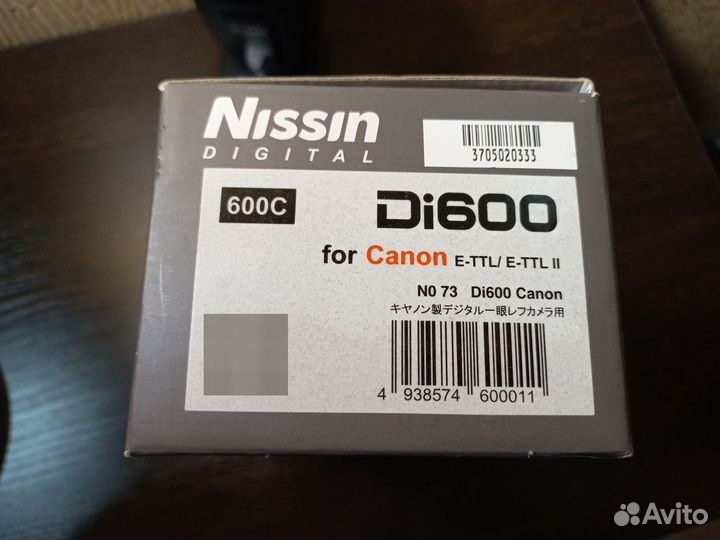 Nissin
DIGITAL
3705020333
600C
Di600
for Canon E-TTL/ E-TTL II
N0 73 Di600 Canon
キヤノン製デジタル一眼レフカメラ用
4 938574 600011
Avito